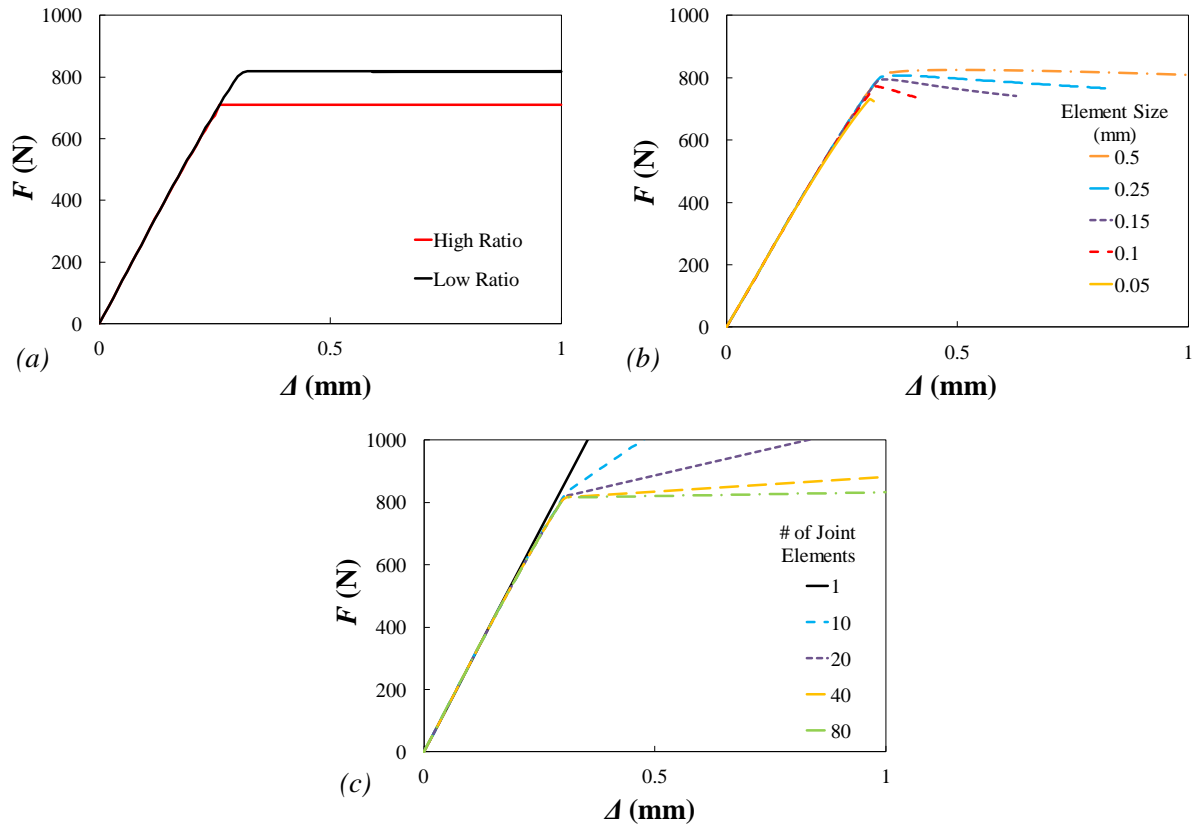 1000
800
600
400
200
0
F (N)
High Ratio
Low Ratio
0
0.5
1
(a)
Δ (mm)
1000
800
600
400
200
0
F (N)
Element Size
(mm)
0.5
0.25
0.15
0.1
0.05
0
0.5
1
(b)
Δ (mm)
1000
800
600
400
200
0
F (N)
# of Joint
Elements
1
10
20
40
80
0
0.5
1
(c)
Δ (mm)